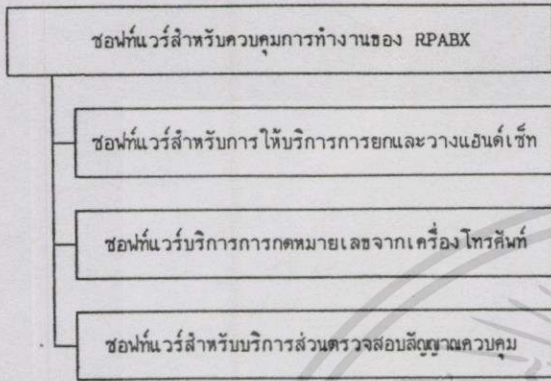 ซอฟท์แวร์สำหรับควบคุมการทำงานของ RPABX
ซอฟท์แวร์สำหรับการให้บริการการยกและวางแฮนด์เซ็ท
ซอฟท์แวร์บริการการกดหมายเลขจากเครื่องโทรศัพท์
ซอฟท์แวร์สำหรับบริการส่วนตรวจสอบสัญญาณควบคุม